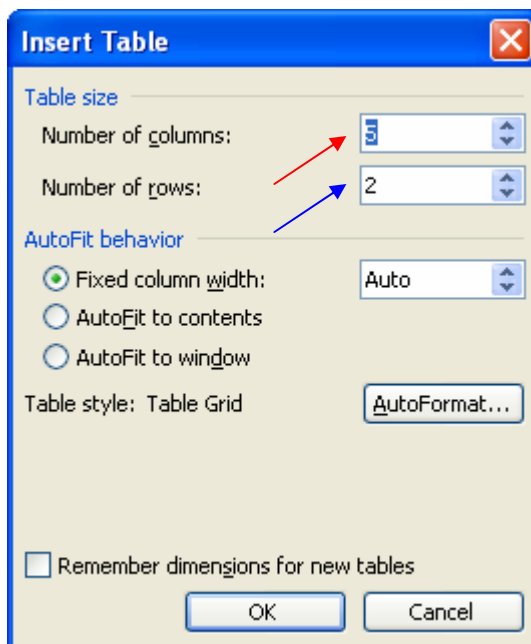 Insert Table
Table size
Number of columns: 5
Number of rows: 2
AutoFit behavior
Fixed column width: Auto
AutoFit to contents
AutoFit to window
Table style: Table Grid AutoFormat...
Remember dimensions for new tables
OK Cancel